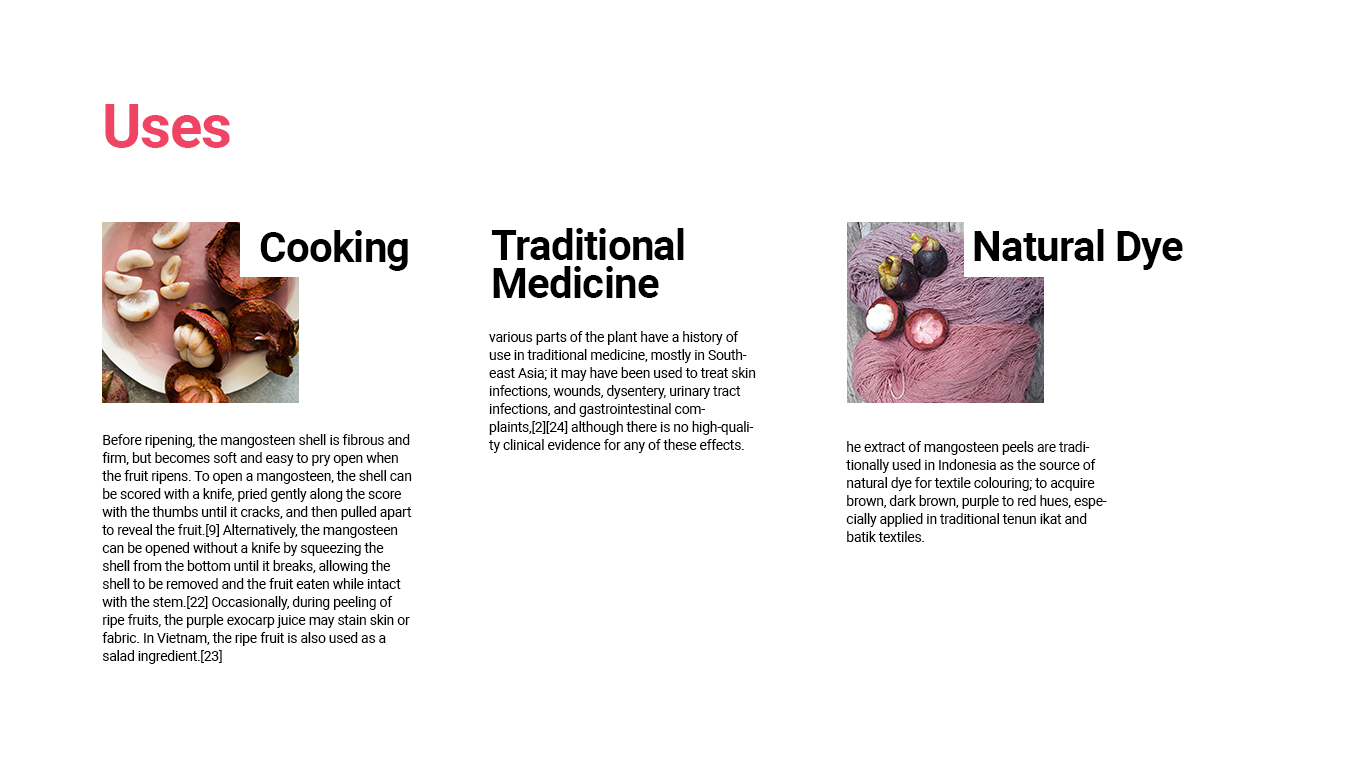 Uses
Cooking
Before ripening, the mangosteen shell is fibrous and
firm, but becomes soft and easy to pry open when
the fruit ripens. To open a mangosteen, the shell can
be scored with a knife, pried gently along the score
with the thumbs until it cracks, and then pulled apart
to reveal the fruit.[9] Alternatively, the mangosteen
can be opened without a knife by squeezing the
shell from the bottom until it breaks, allowing the
shell to be removed and the fruit eaten while intact
with the stem.[22] Occasionally, during peeling of
ripe fruits, the purple exocarp juice may stain skin or
fabric. In Vietnam, the ripe fruit is also used as a
salad ingredient.[23]
Traditional
Medicine
various parts of the plant have a history of
use in traditional medicine, mostly in South-
east Asia; it may have been used to treat skin
infections, wounds, dysentery, urinary tract
infections, and gastrointestinal com-
plaints,[2][24] although there is no high-quali-
ty clinical evidence for any of these effects.
Natural Dye
he extract of mangosteen peels are tradi-
tionally used in Indonesia as the source of
natural dye for textile colouring; to acquire
brown, dark brown, purple to red hues, espe-
cially applied in traditional tenun ikat and
batik textiles.